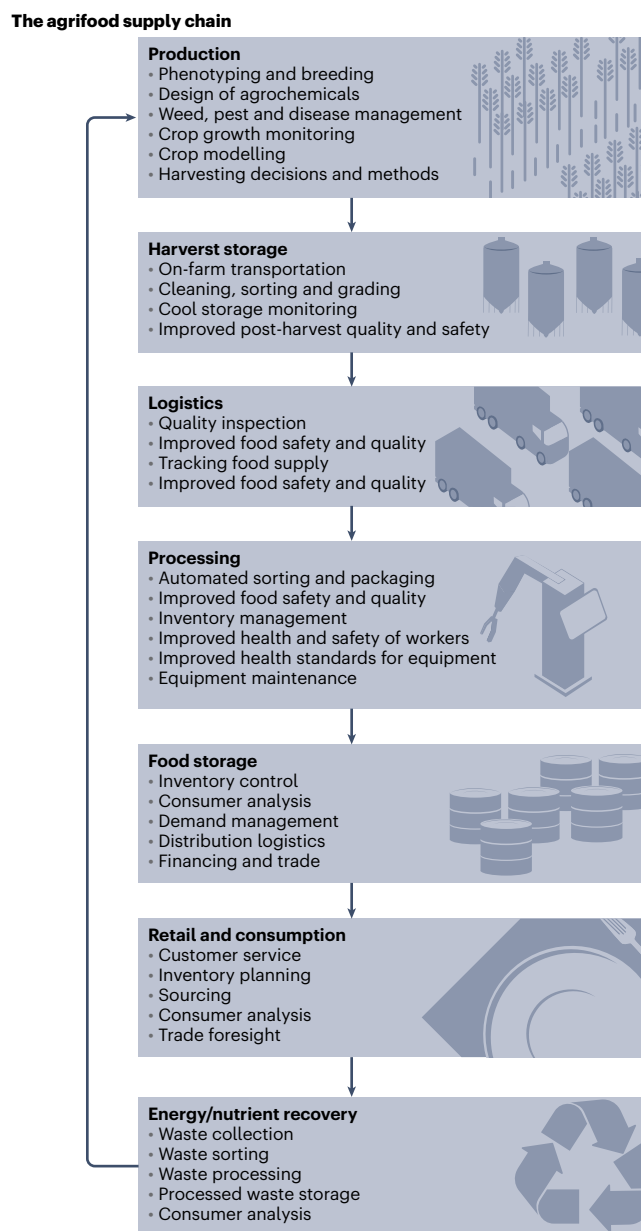 The agrifood supply chain
Production
• Phenotyping and breeding
• Design of agrochemicals
• Weed, pest and disease management
• Crop growth monitoring
• Crop modelling
• Harvesting decisions and methods
Harverst storage
• On-farm transportation
• Cleaning, sorting and grading
• Cool storage monitoring
• Improved post-harvest quality and safety
Logistics
• Quality inspection
• Improved food safety and quality
• Tracking food supply
• Improved food safety and quality
Processing
• Automated sorting and packaging
• Improved food safety and quality
• Inventory management
• Improved health and safety of workers
• Improved health standards for equipment
• Equipment maintenance
Food storage
• Inventory control
• Consumer analysis
• Demand management
• Distribution logistics
• Financing and trade
Retail and consumption
• Customer service
• Inventory planning
• Sourcing
• Consumer analysis
• Trade foresight
Energy/nutrient recovery
• Waste collection
• Waste sorting
• Waste processing
• Processed waste storage
• Consumer analysis